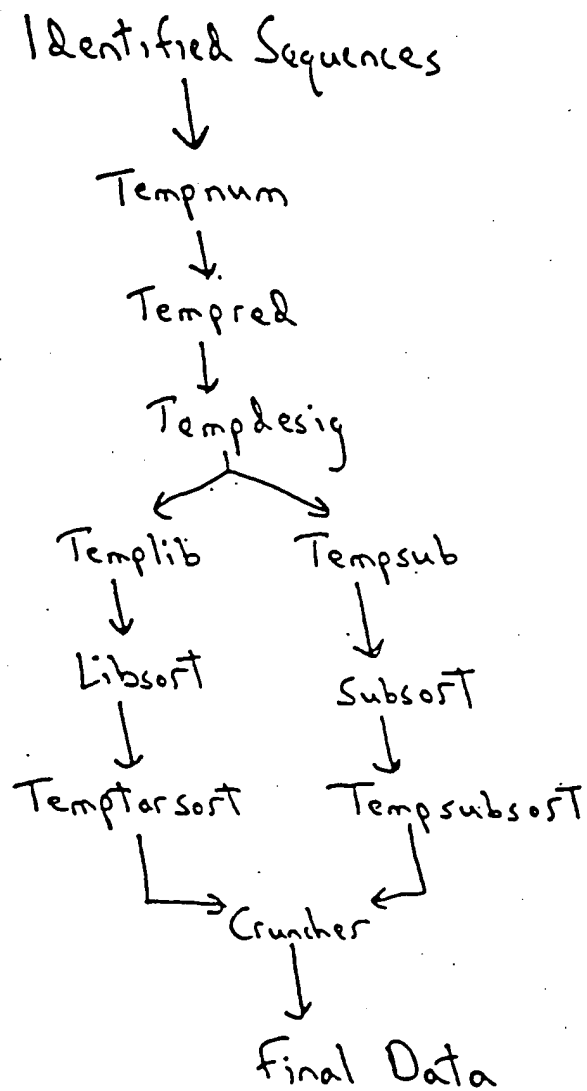 Identified Sequences
Tempnum
Tempred
Tempdesig
Templib Tempsub
Libsort Subsort
Temptarsort Tempsubsort
Cruncher
Final Data